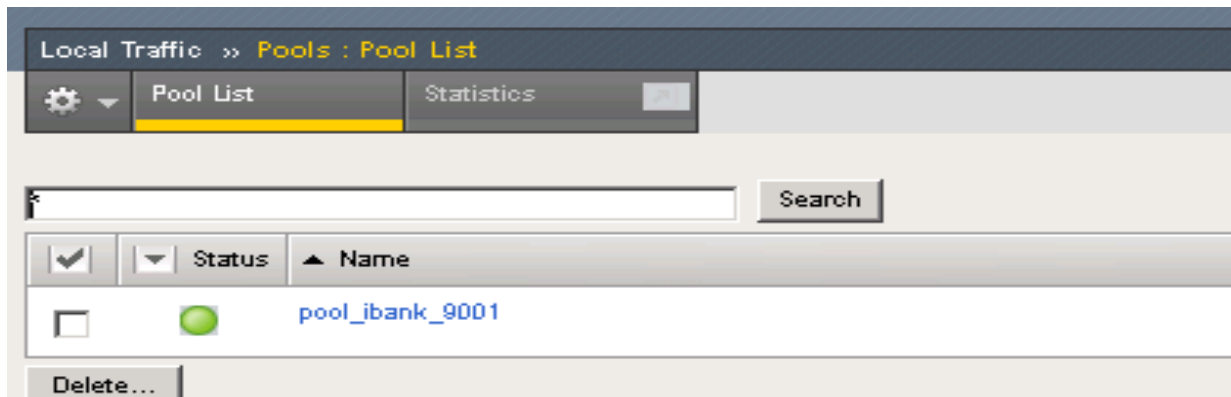 Local Traffic » Pools : Pool List
Pool List Statistics
* Search
Status Name
pool_ibank_9001
Delete...